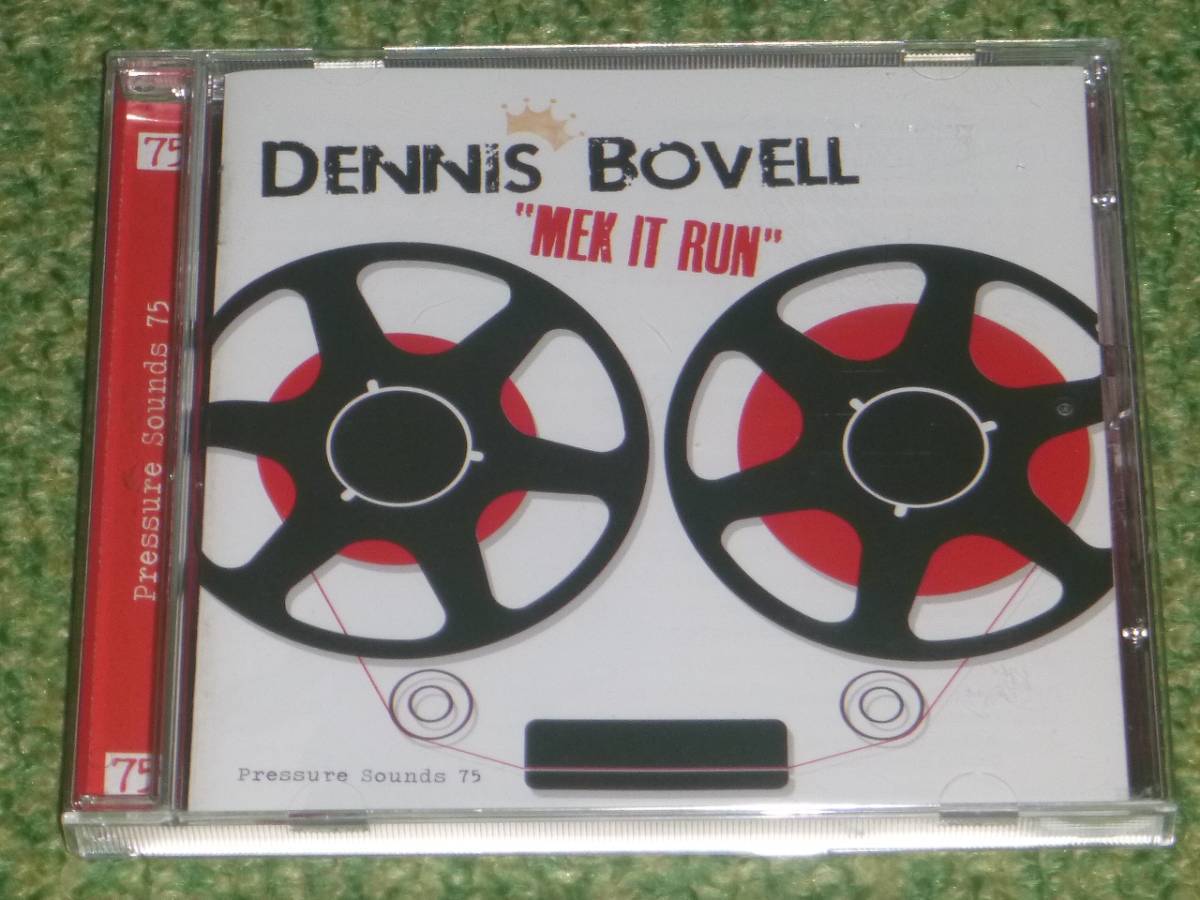 75
Pressure Sounds 75
75
DENNIS BOVELL
"MEK IT RUN"
Pressure Sounds 75